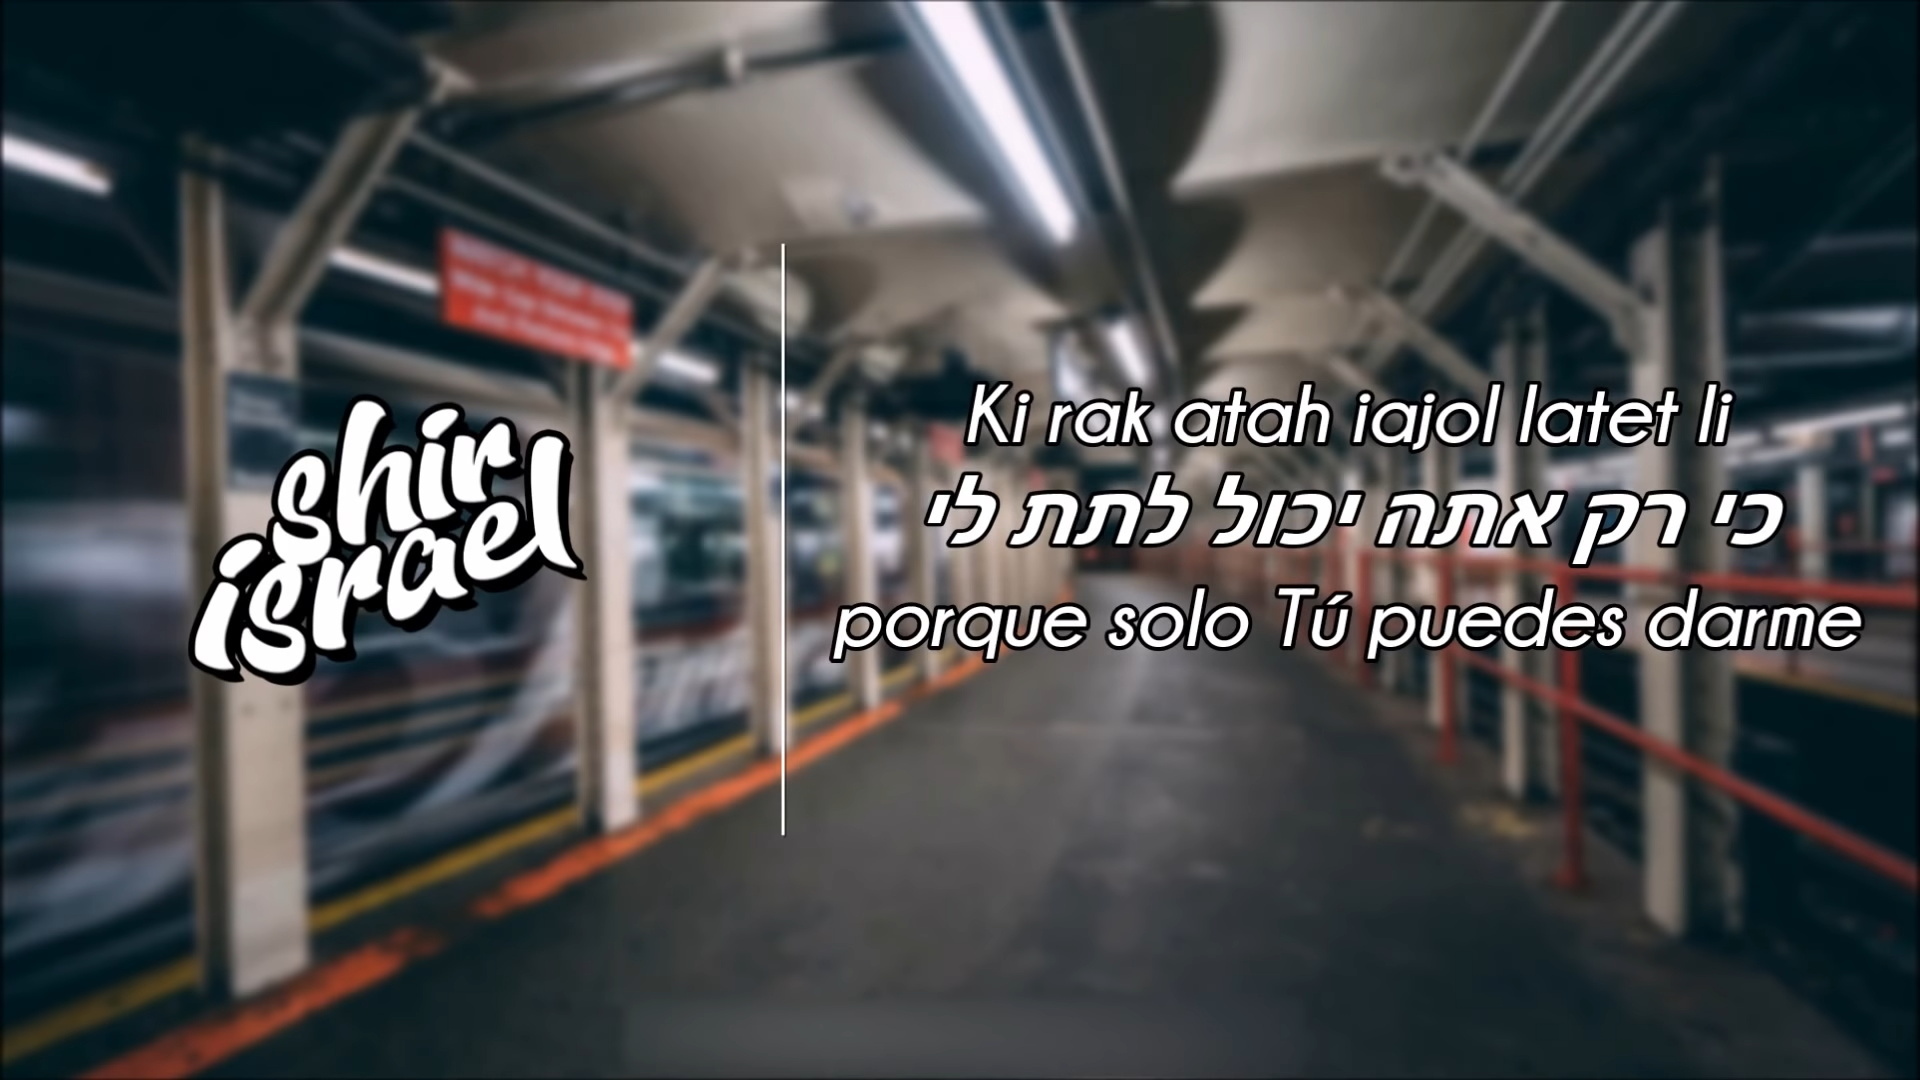 shir
israel
Ki rak atah iajol latet li
כי רק אתה יכול לתת לי
porque solo Tú puedes darme